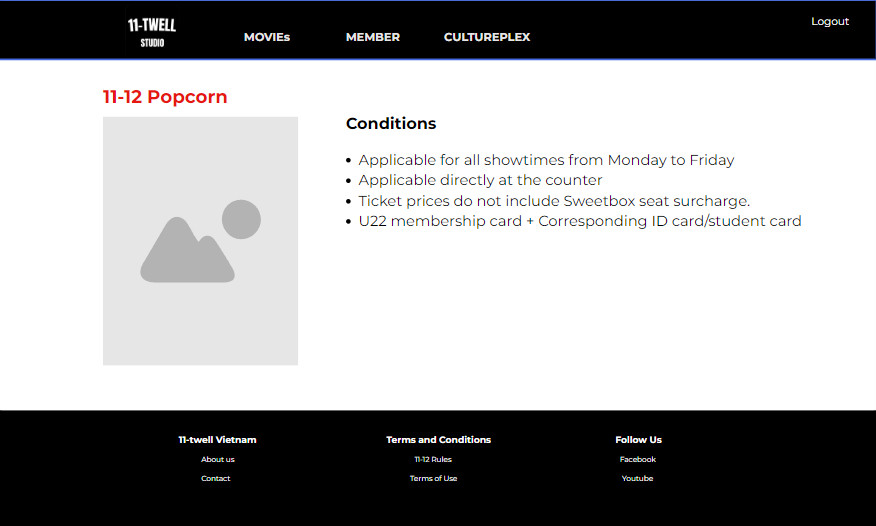 11-TWELL
STUDIO
MOVIEs
MEMBER
CULTUREPLEX
Logout
11-12 Popcorn
Conditions
• Applicable for all showtimes from Monday to Friday
• Applicable directly at the counter
• Ticket prices do not include Sweetbox seat surcharge.
• U22 membership card + Corresponding ID card/student card
11-twell Vietnam
About us
Contact
Terms and Conditions
11-12 Rules
Terms of Use
Follow Us
Facebook
Youtube